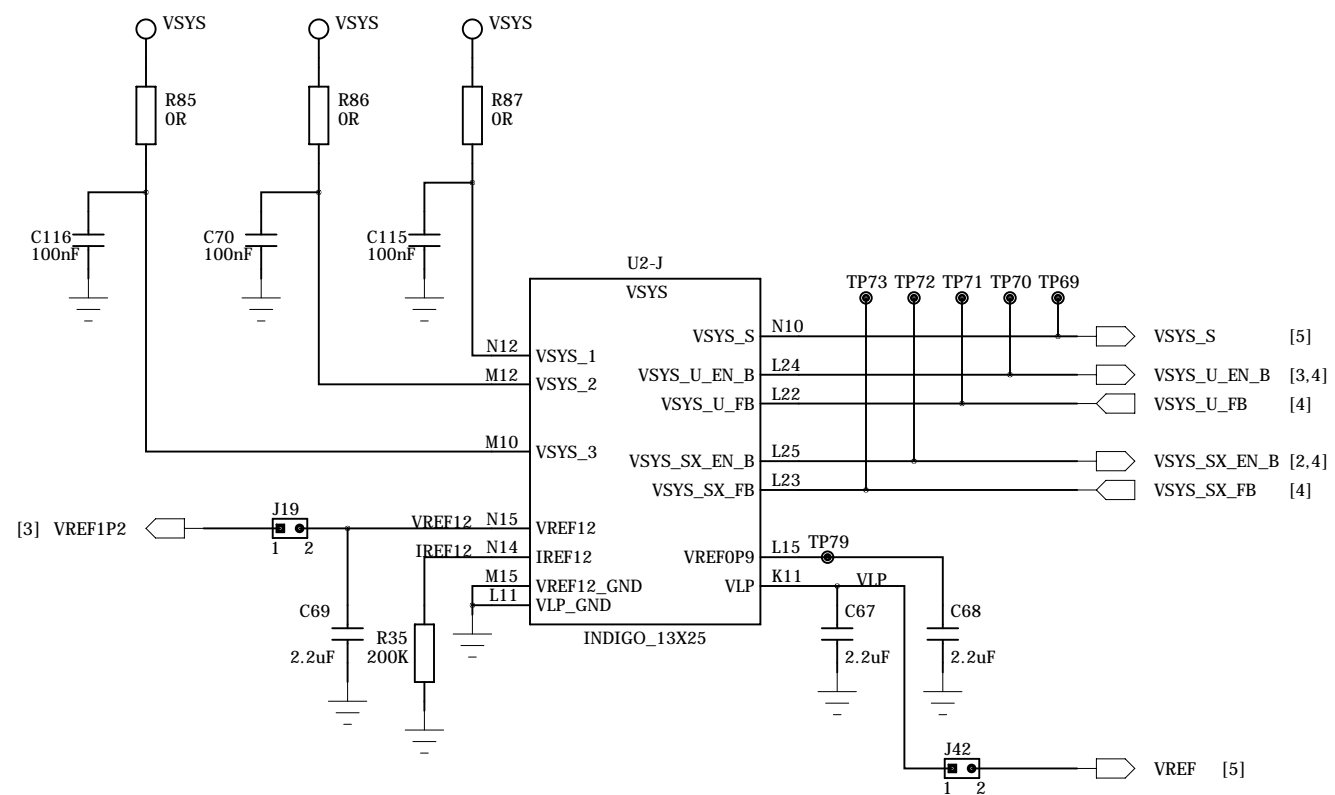 VSYS
VSYS
VSYS
R85
0R
R86
0R
R87
0R
C116
100nF
C70
100nF
C115
100nF
U2-J
VSYS
TP73 TP72 TP71 TP70 TP69
N12 VSYS_1
M12 VSYS_2
M10 VSYS_3
VSYS_S N10 VSYS_S [5]
VSYS_U_EN_B L24 VSYS_U_EN_B [3,4]
VSYS_U_FB L22 VSYS_U_FB [4]
VSYS_SX_EN_B L25 VSYS_SX_EN_B [2,4]
VSYS_SX_FB L23 VSYS_SX_FB [4]
[3] VREF1P2
J19
1 2
VREF12 N15 VREF12
IREF12 N14 IREF12
M15 VREF12_GND
L11 VLP_GND
VREF0P9 L15 TP79
VLP K11 VLP
INDIGO_13X25
C69
2.2uF
R35
200K
C67
2.2uF
C68
2.2uF
J42
1 2
VREF [5]